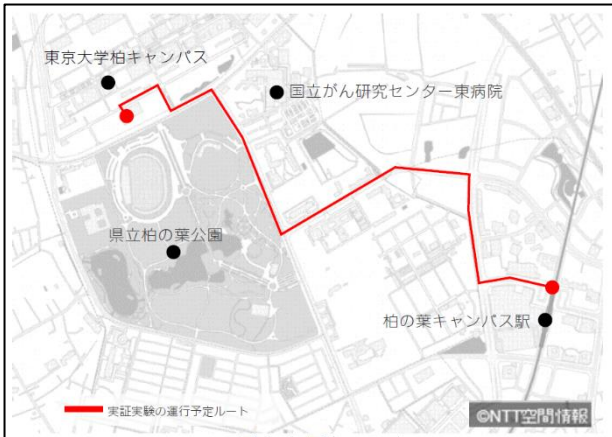 東京大学柏キャンパス
国立がん研究センター東病院
県立柏の葉公園
柏の葉キャンパス駅
実証実験の運行予定ルート
©NTT空間情報